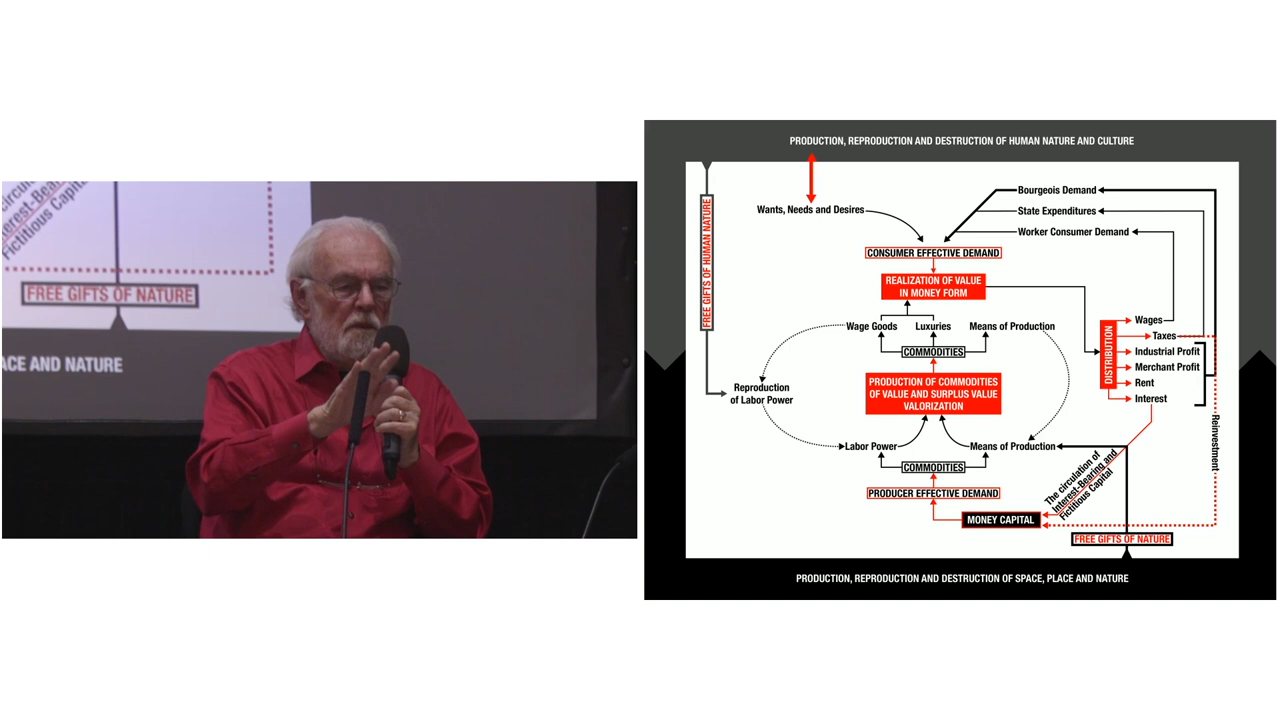 Fictitious Capital
FREE GIFTS OF NATURE
ACE AND NATURE
PRODUCTION, REPRODUCTION AND DESTRUCTION OF HUMAN NATURE AND CULTURE
FREE GIFTS OF HUMAN NATURE
Wants, Needs and Desires
Bourgeois Demand
State Expenditures
Worker Consumer Demand
CONSUMER EFFECTIVE DEMAND
REALIZATION OF VALUE
IN MONEY FORM
Wage Goods
Luxuries
Means of Production
COMMODITIES
DISTRIBUTION
Wages
Taxes
Industrial Profit
Merchant Profit
Rent
Interest
Reproduction
of Labor Power
PRODUCTION OF COMMODITIES
OF VALUE AND SURPLUS VALUE
VALORIZATION
Labor Power
Means of Production
COMMODITIES
PRODUCER EFFECTIVE DEMAND
MONEY CAPITAL
The circulation of
Interest-Bearing and
Fictitious Capital
Reinvestment
FREE GIFTS OF NATURE
PRODUCTION, REPRODUCTION AND DESTRUCTION OF SPACE, PLACE AND NATURE